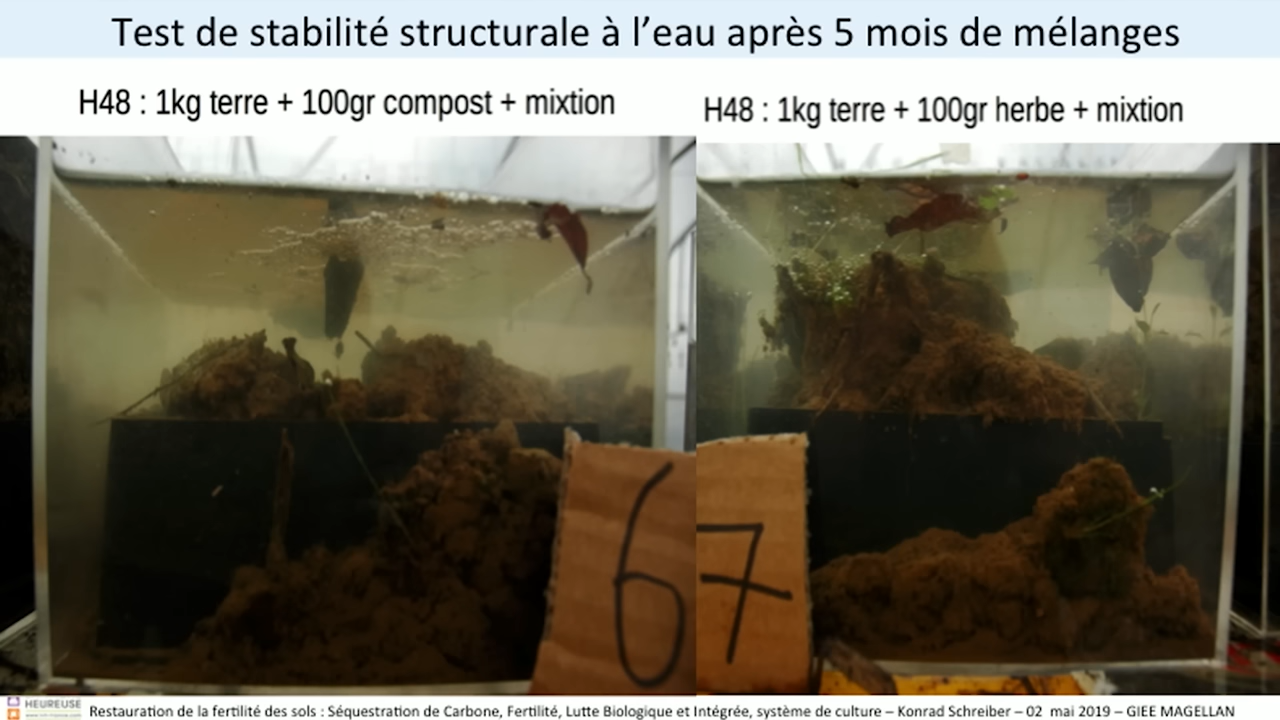 Test de stabilité structurale à l'eau après 5 mois de mélanges
H48 : 1kg terre + 100gr compost + mixtion
H48 : 1kg terre + 100gr herbe + mixtion
6
7
HEUREUSE
Restauration de la fertilité des sols : Séquestration de Carbone, Fertilité, Lutte Biologique et Intégrée, système de culture – Konrad Schreiber – 02 mai 2019 – GIEE MAGELLAN